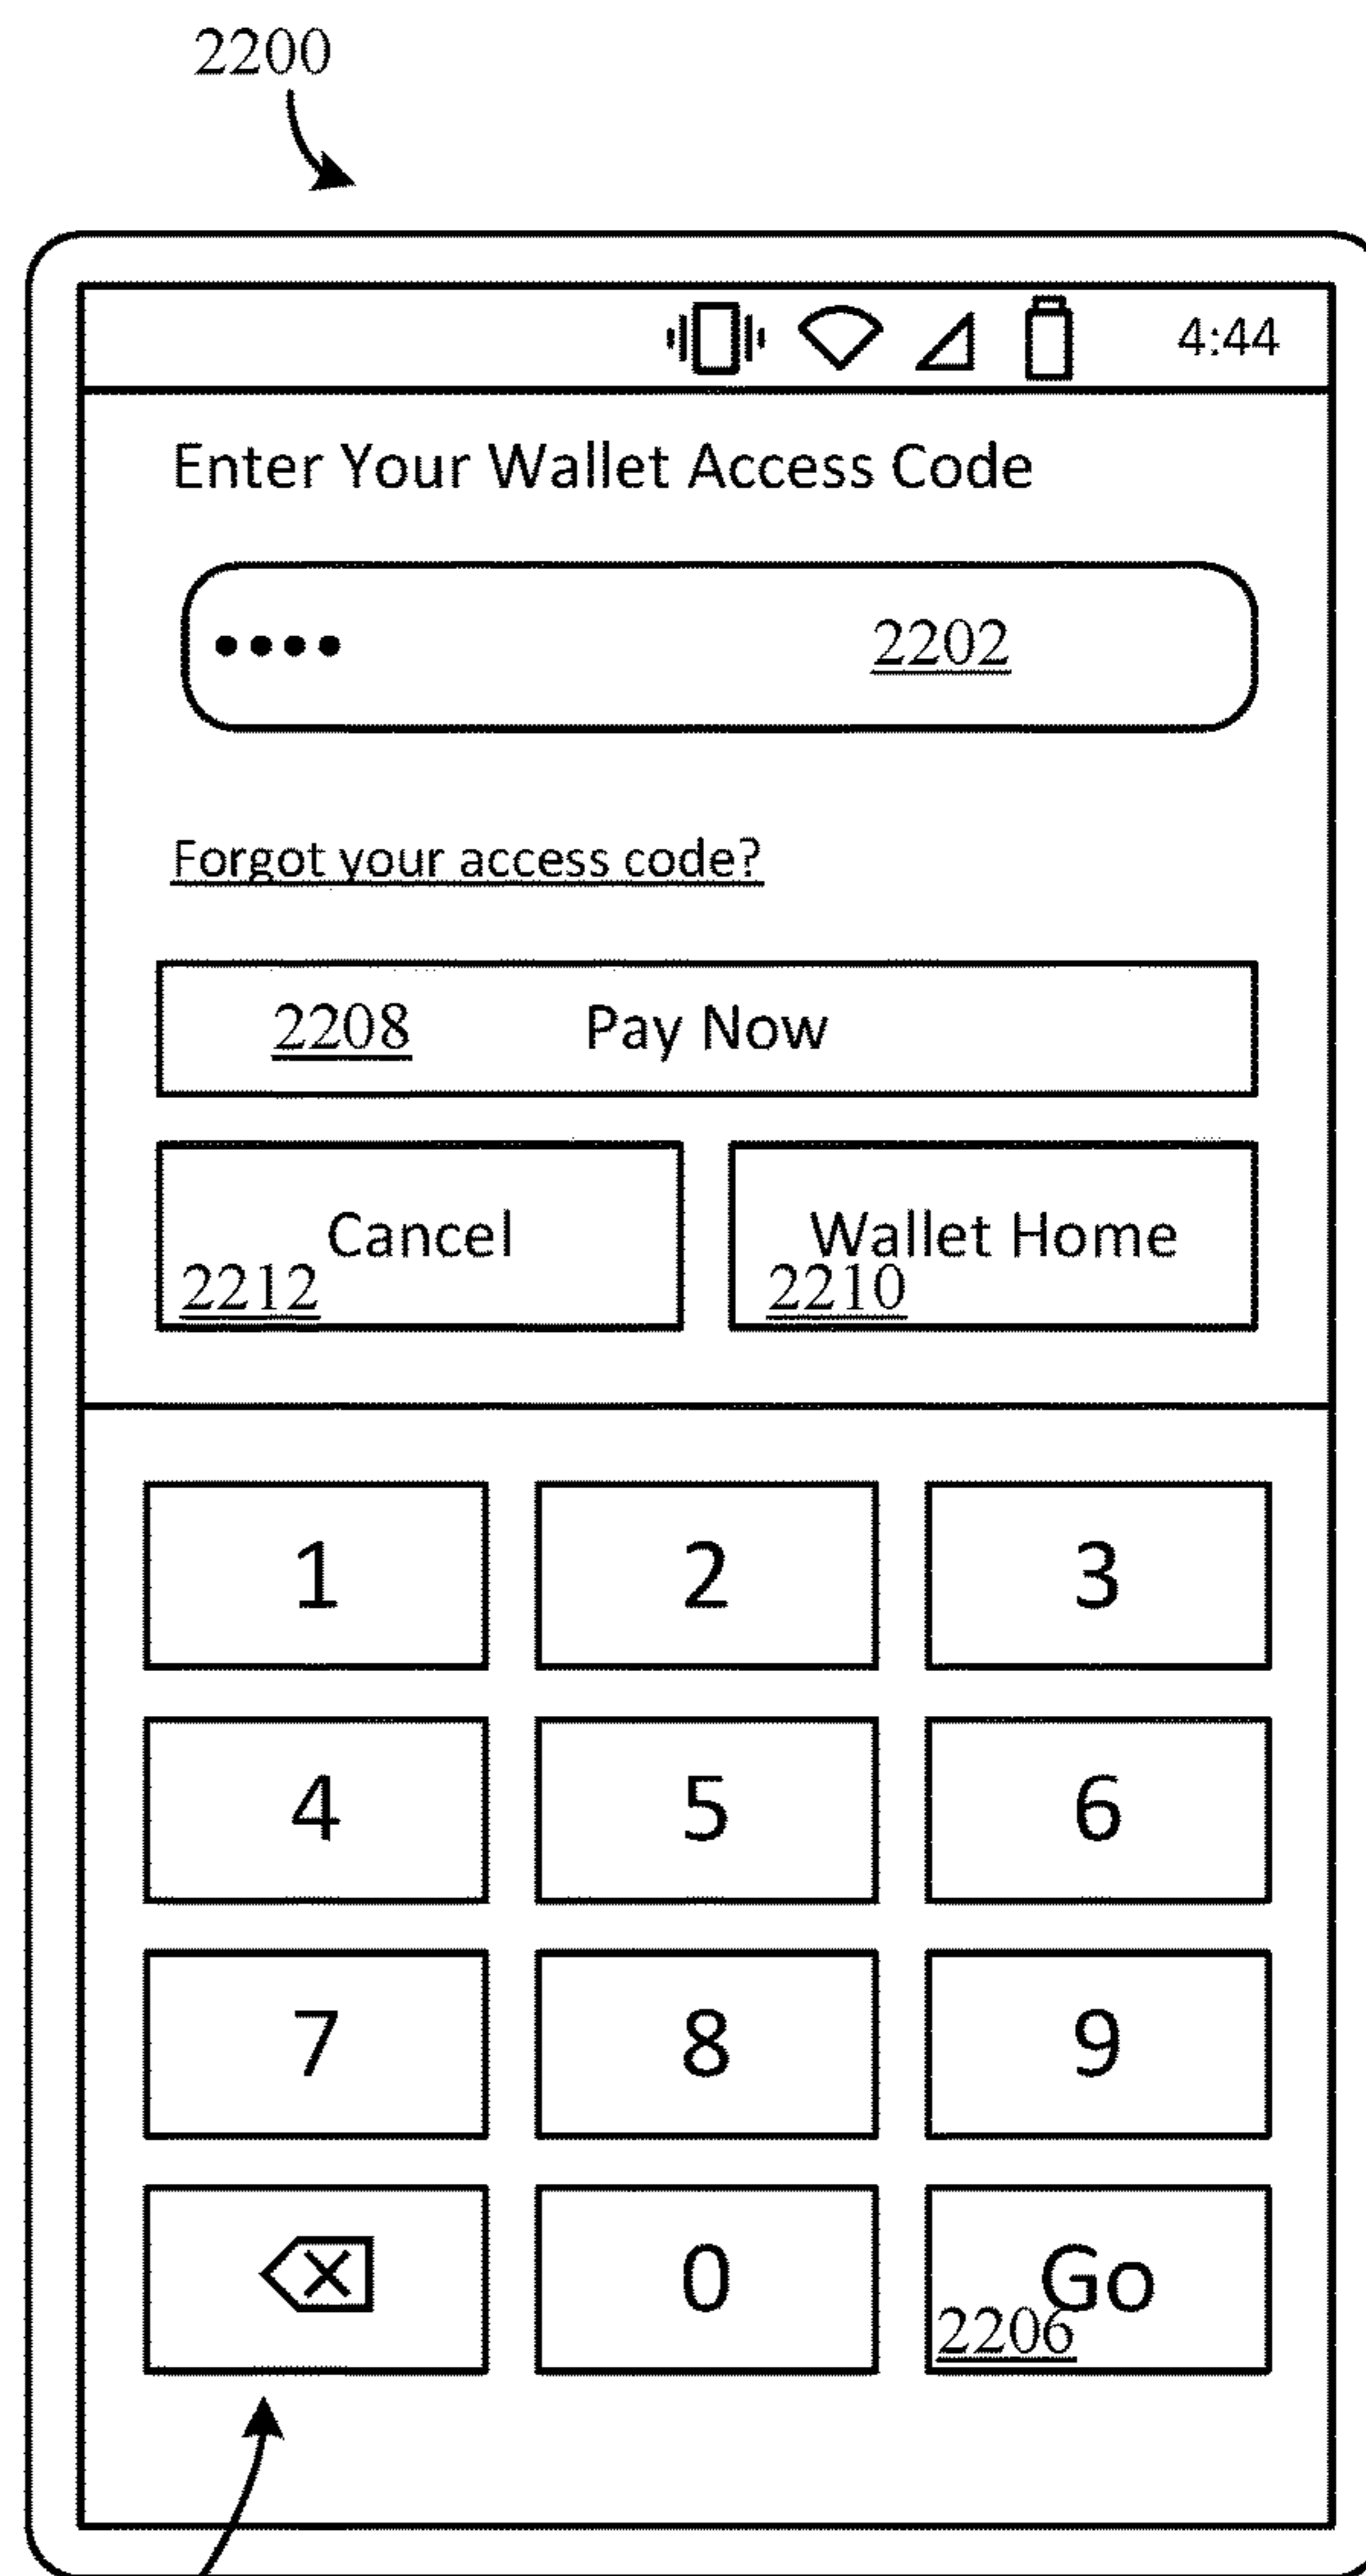 2200
4:44
Enter Your Wallet Access Code
•••• 2202
Forgot your access code?
2208 Pay Now
Cancel Wallet Home
2212 2210
1 2 3
4 5 6
7 8 9
0 Go
2206